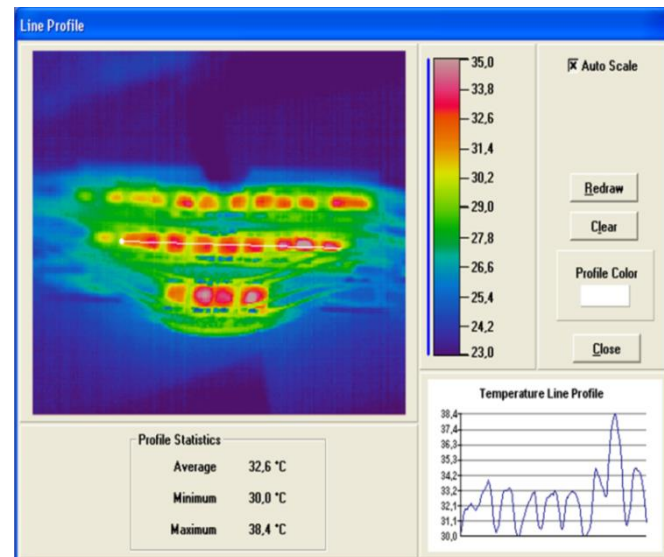 Line Profile
35,0
33,8
32,6
31,4
30,2
29,0
27,8
26,6
25,4
24,2
23,0
Auto Scale
Redraw
Clear
Profile Color
Close
Profile Statistics
Average 32,6 °C
Minimum 30,0 °C
Maximum 38,4 °C
Temperature Line Profile
38,4
37,4
36,3
35,3
34,2
33,2
32,1
31,1
30,0